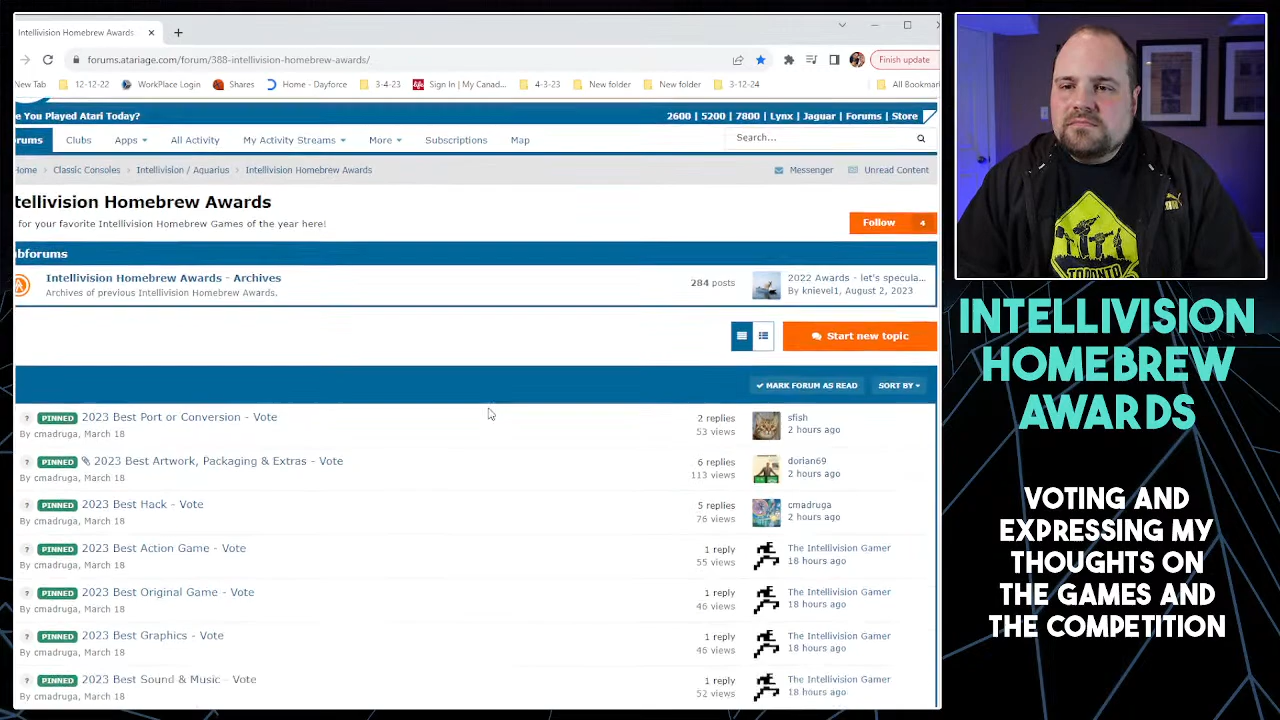 Intellivision Homebrew Awards
forums.atariage.com/forum/388-intellivision-homebrew-awards/
Finish update
New Tab
12-12-22
WorkPlace Login
Shares
Home - Dayforce
3-4-23
Sign In | My Canad...
4-3-23
New folder
New folder
3-12-24
All Bookmar
e You Played Atari Today?
2600 | 5200 | 7800 | Lynx | Jaguar | Forums | Store
rums
Clubs
Apps
All Activity
My Activity Streams
More
Subscriptions
Map
Search...
Home > Classic Consoles > Intellivision / Aquarius > Intellivision Homebrew Awards
Messenger
Unread Content
tellivision Homebrew Awards
for your favorite Intellivision Homebrew Games of the year here!
Follow 4
bforums
Intellivision Homebrew Awards - Archives
Archives of previous Intellivision Homebrew Awards.
284 posts
2022 Awards - let's specula...
By knievel1, August 2, 2023
Start new topic
MARK FORUM AS READ
SORT BY
PINNED 2023 Best Port or Conversion - Vote
By cmadruga, March 18
2 replies
53 views
sfish
2 hours ago
PINNED 2023 Best Artwork, Packaging & Extras - Vote
By cmadruga, March 18
6 replies
113 views
dorian69
2 hours ago
PINNED 2023 Best Hack - Vote
By cmadruga, March 18
5 replies
76 views
cmadruga
2 hours ago
PINNED 2023 Best Action Game - Vote
By cmadruga, March 18
1 reply
55 views
The Intellivision Gamer
18 hours ago
PINNED 2023 Best Original Game - Vote
By cmadruga, March 18
1 reply
46 views
The Intellivision Gamer
18 hours ago
PINNED 2023 Best Graphics - Vote
By cmadruga, March 18
1 reply
46 views
The Intellivision Gamer
18 hours ago
PINNED 2023 Best Sound & Music - Vote
By cmadruga, March 18
1 reply
52 views
The Intellivision Gamer
18 hours ago
TORONTO
INTELLIVISION
HOMEBREW
AWARDS
VOTING AND
EXPRESSING MY
THOUGHTS ON
THE GAMES AND
THE COMPETITION